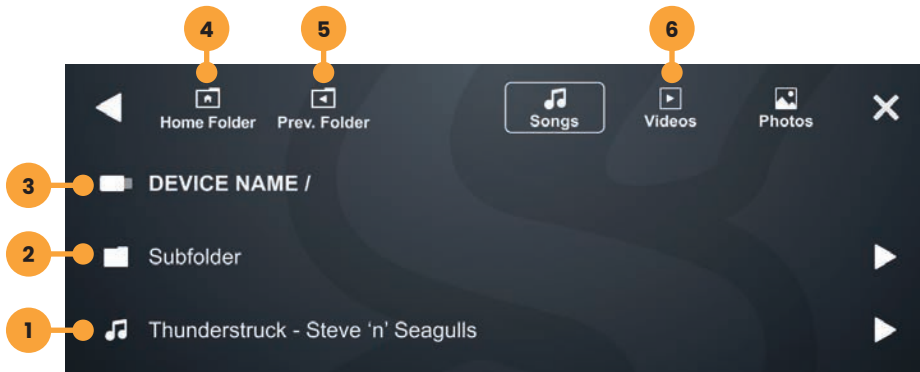 4 5 6
Home Folder Prev. Folder Songs Videos Photos
3 DEVICE NAME /
2 Subfolder
1 Thunderstruck - Steve ‘n’ Seagulls